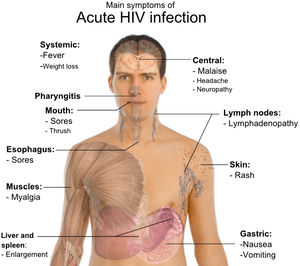 Main symptoms of
Acute HIV infection
Systemic:
-Fever
-Weight loss
Pharyngitis
Mouth:
- Sores
- Thrush
Esophagus:
- Sores
Muscles:
- Myalgia
Liver and
spleen:
- Enlargement
Central:
- Malaise
- Headache
- Neuropathy
Lymph nodes:
- Lymphadenopathy
Skin:
- Rash
Gastric:
-Nausea
-Vomiting